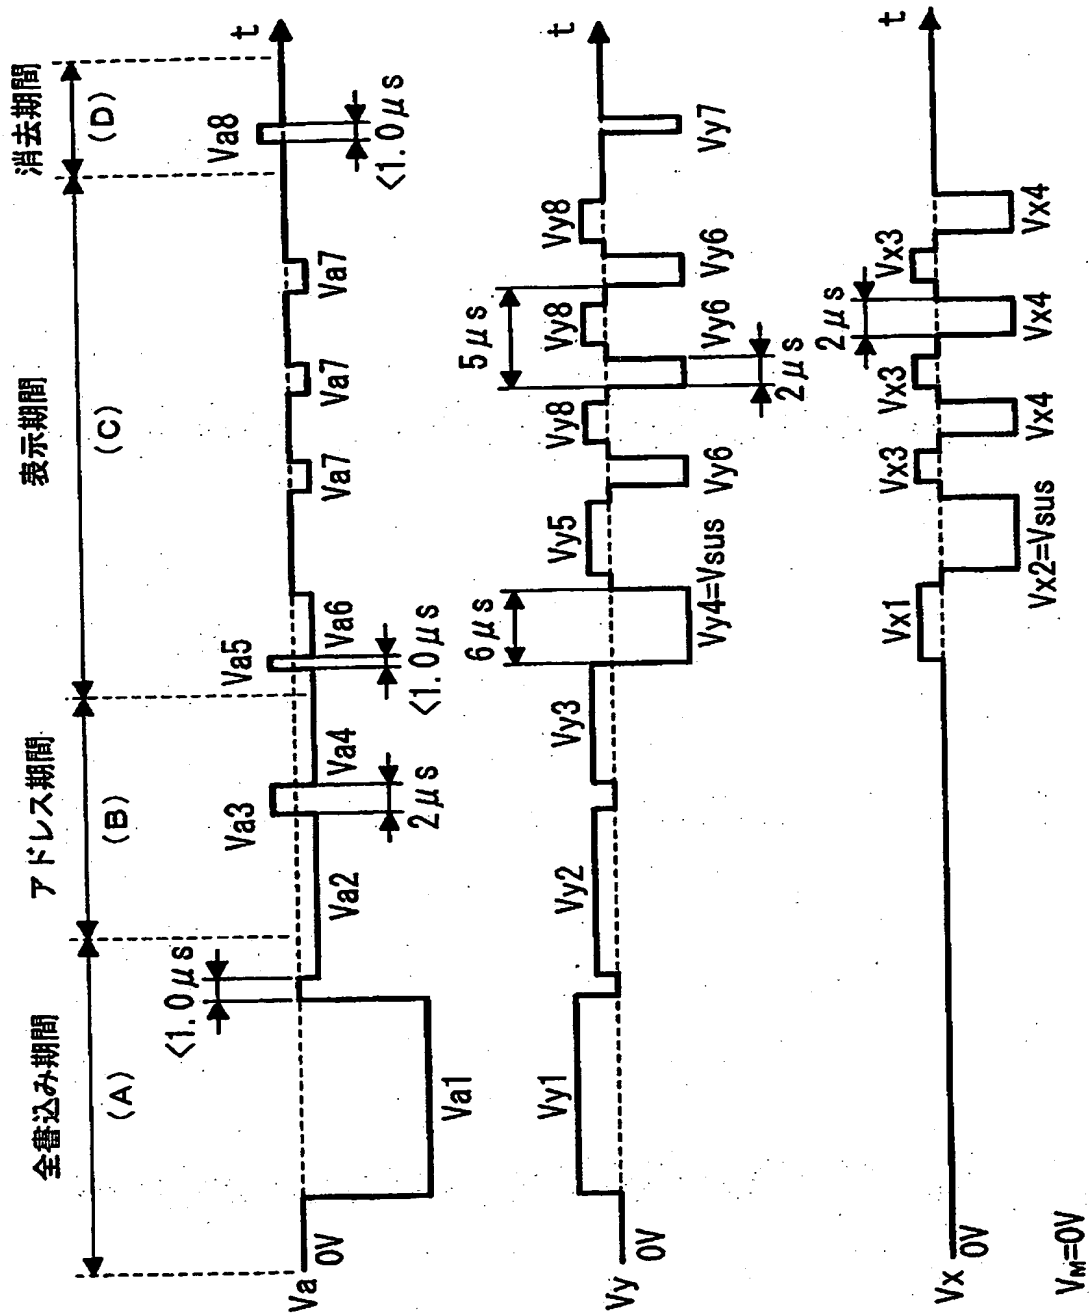 全書込み期間
アドレス期間
表示期間
消去期間
(A)
(B)
(C)
(D)
Va
0V
Va1
<1.0μs
Va2
Va3
2μs
Va4
Va5
<1.0μs
Va6
Va7
Va7
Va7
Va8
<1.0μs
t
Vy
0V
Vy1
Vy2
Vy3
6μs
Vy4=Vsus
Vy5
Vy6
Vy8
5μs
Vy6
2μs
Vy8
Vy6
Vy8
Vy7
t
Vx
0V
Vx1
Vx2=Vsus
Vx3
Vx4
Vx3
2μs
Vx4
Vx3
Vx4
t
VM=0V